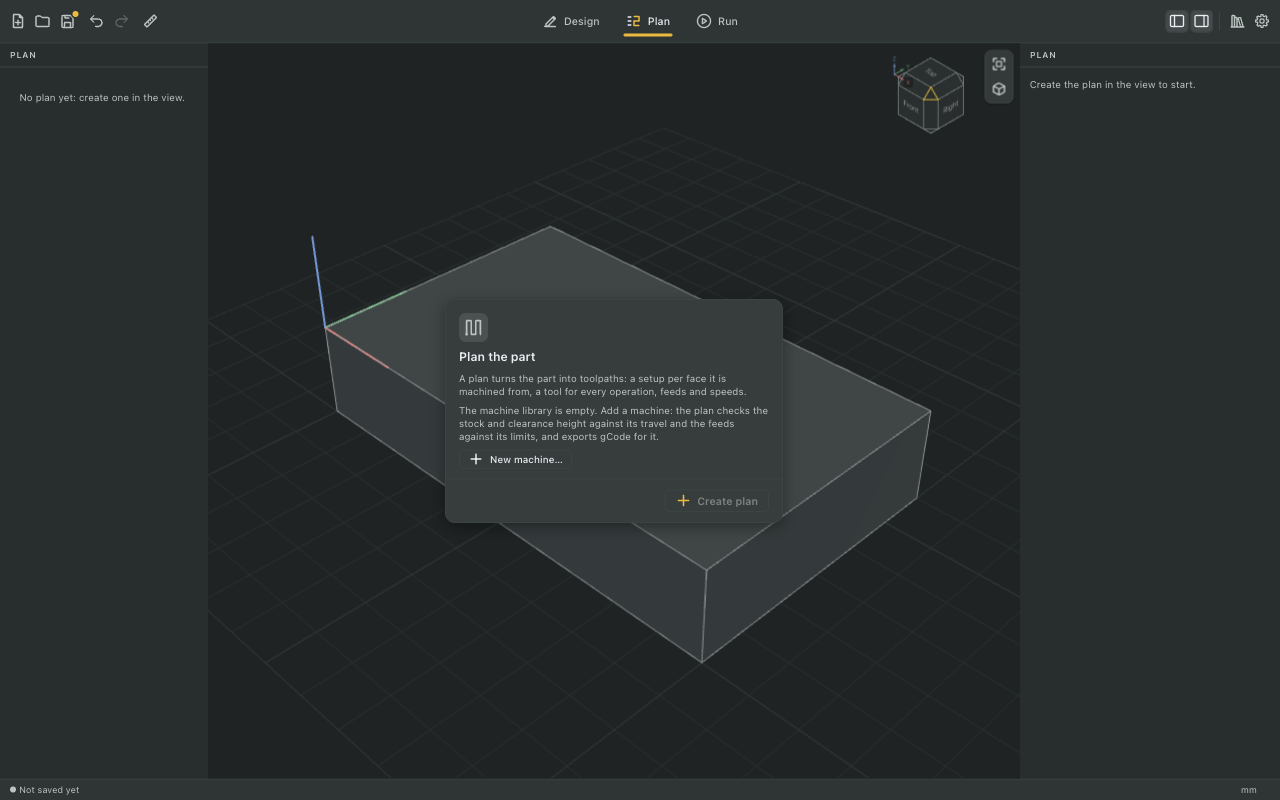 Design
Plan
Run
PLAN
No plan yet: create one in the view.
PLAN
Create the plan in the view to start.
Top
Front
Right
Plan the part
A plan turns the part into toolpaths: a setup per face it is
machined from, a tool for every operation, feeds and speeds.
The machine library is empty. Add a machine: the plan checks the
stock and clearance height against its travel and the feeds
against its limits, and exports gCode for it.
New machine...
Create plan
Not saved yet
mm